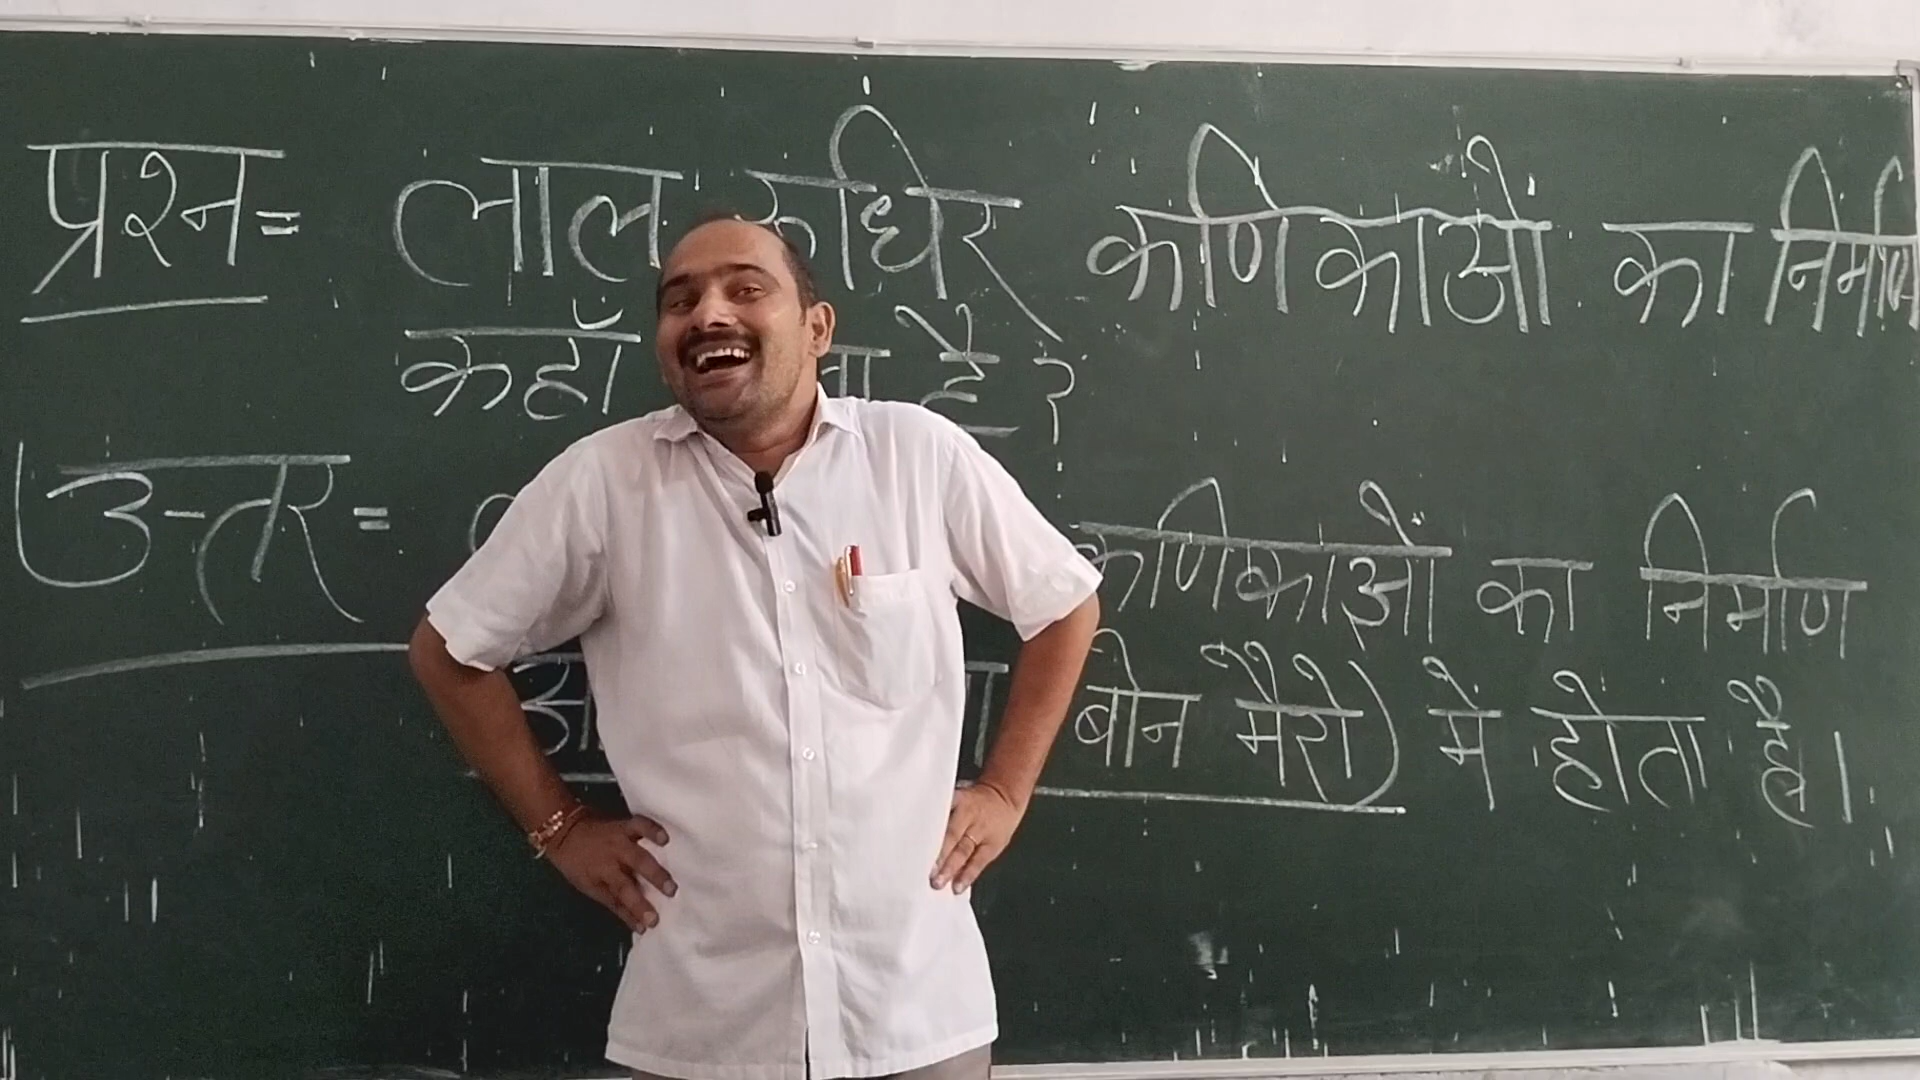 प्रश्न= लाल रूधिर कणिकाओं का निर्माण
कहाँ है ?
उत्तर= कणिकाओं का निर्माण
(बोन मैरो) में होता है।